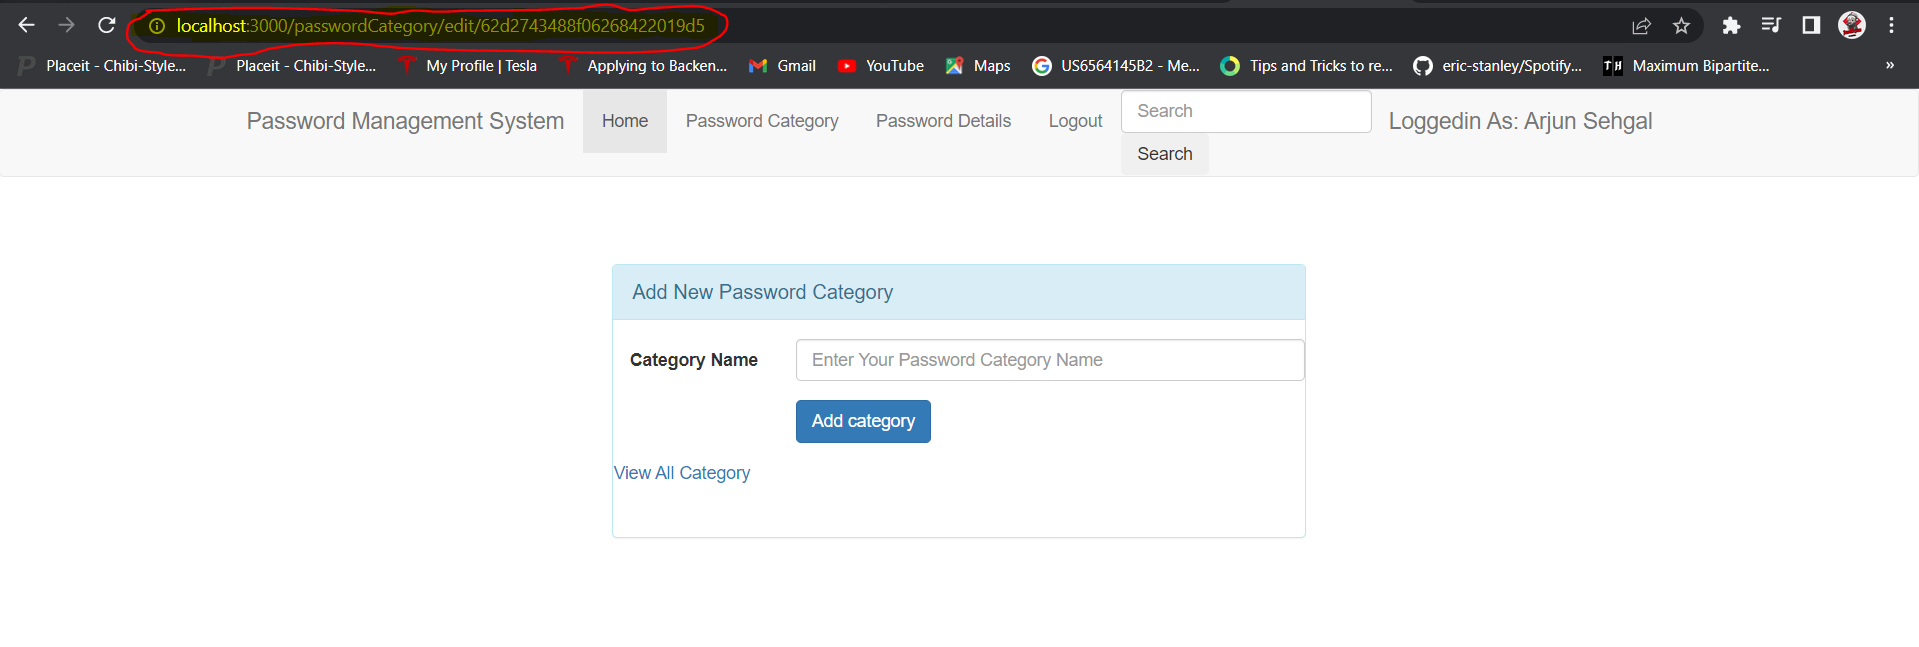 localhost:3000/passwordCategory/edit/62d2743488f06268422019d5
Placeit - Chibi-Style... Placeit - Chibi-Style... My Profile | Tesla Applying to Backen... Gmail YouTube Maps US6564145B2 - Me... Tips and Tricks to re... eric-stanley/Spotify... Maximum Bipartite... »
Password Management System Home Password Category Password Details Logout Search Loggedin As: Arjun Sehgal
Search
Add New Password Category
Category Name Enter Your Password Category Name
Add category
View All Category